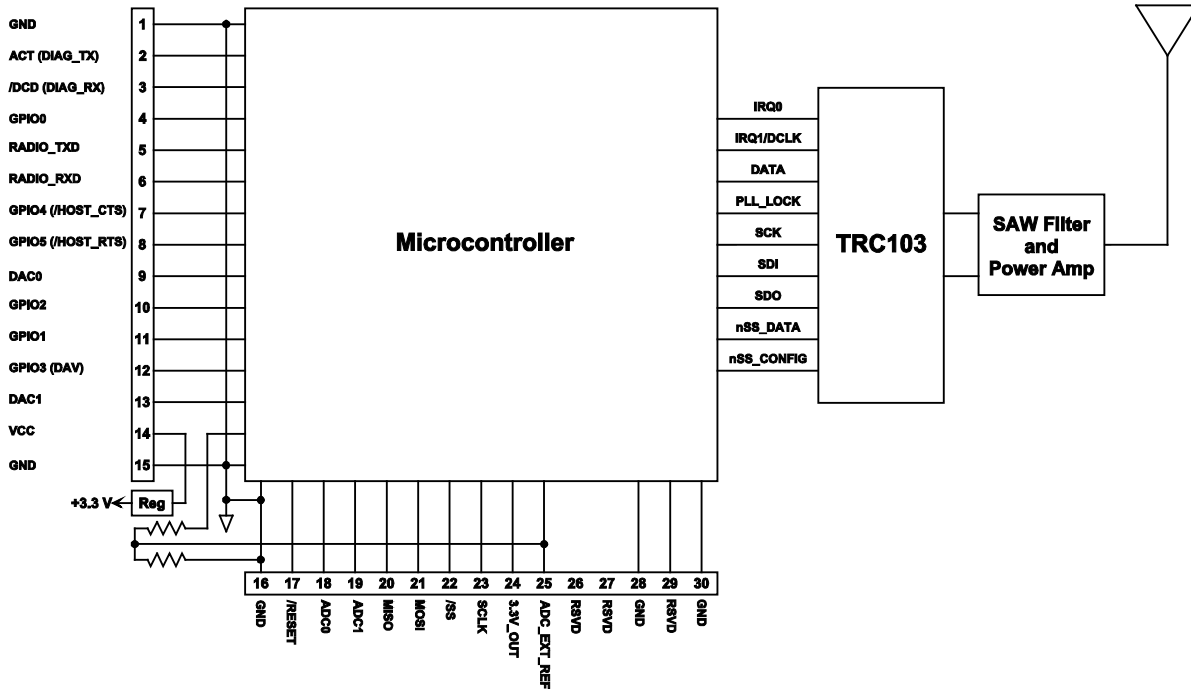 GND 1
ACT (DIAG_TX) 2
/DCD (DIAG_RX) 3
GPIO0 4
RADIO_TXD 5
RADIO_RXD 6
GPIO4 (/HOST_CTS) 7
GPIO5 (/HOST_RTS) 8
DAC0 9
GPIO2 10
GPIO1 11
GPIO3 (DAV) 12
DAC1 13
VCC 14
GND 15
+3.3 V
Reg
Microcontroller
IRQ0
IRQ1/DCLK
DATA
PLL_LOCK
SCK
SDI
SDO
nSS_DATA
nSS_CONFIG
TRC103
SAW Filter
and
Power Amp
16 17 18 19 20 21 22 23 24 25 26 27 28 29 30
GND
/RESET
ADC0
ADC1
MISO
MOSI
/SS
SCLK
3.3V_OUT
ADC_EXT_REF
RSVD
RSVD
GND
RSVD
GND